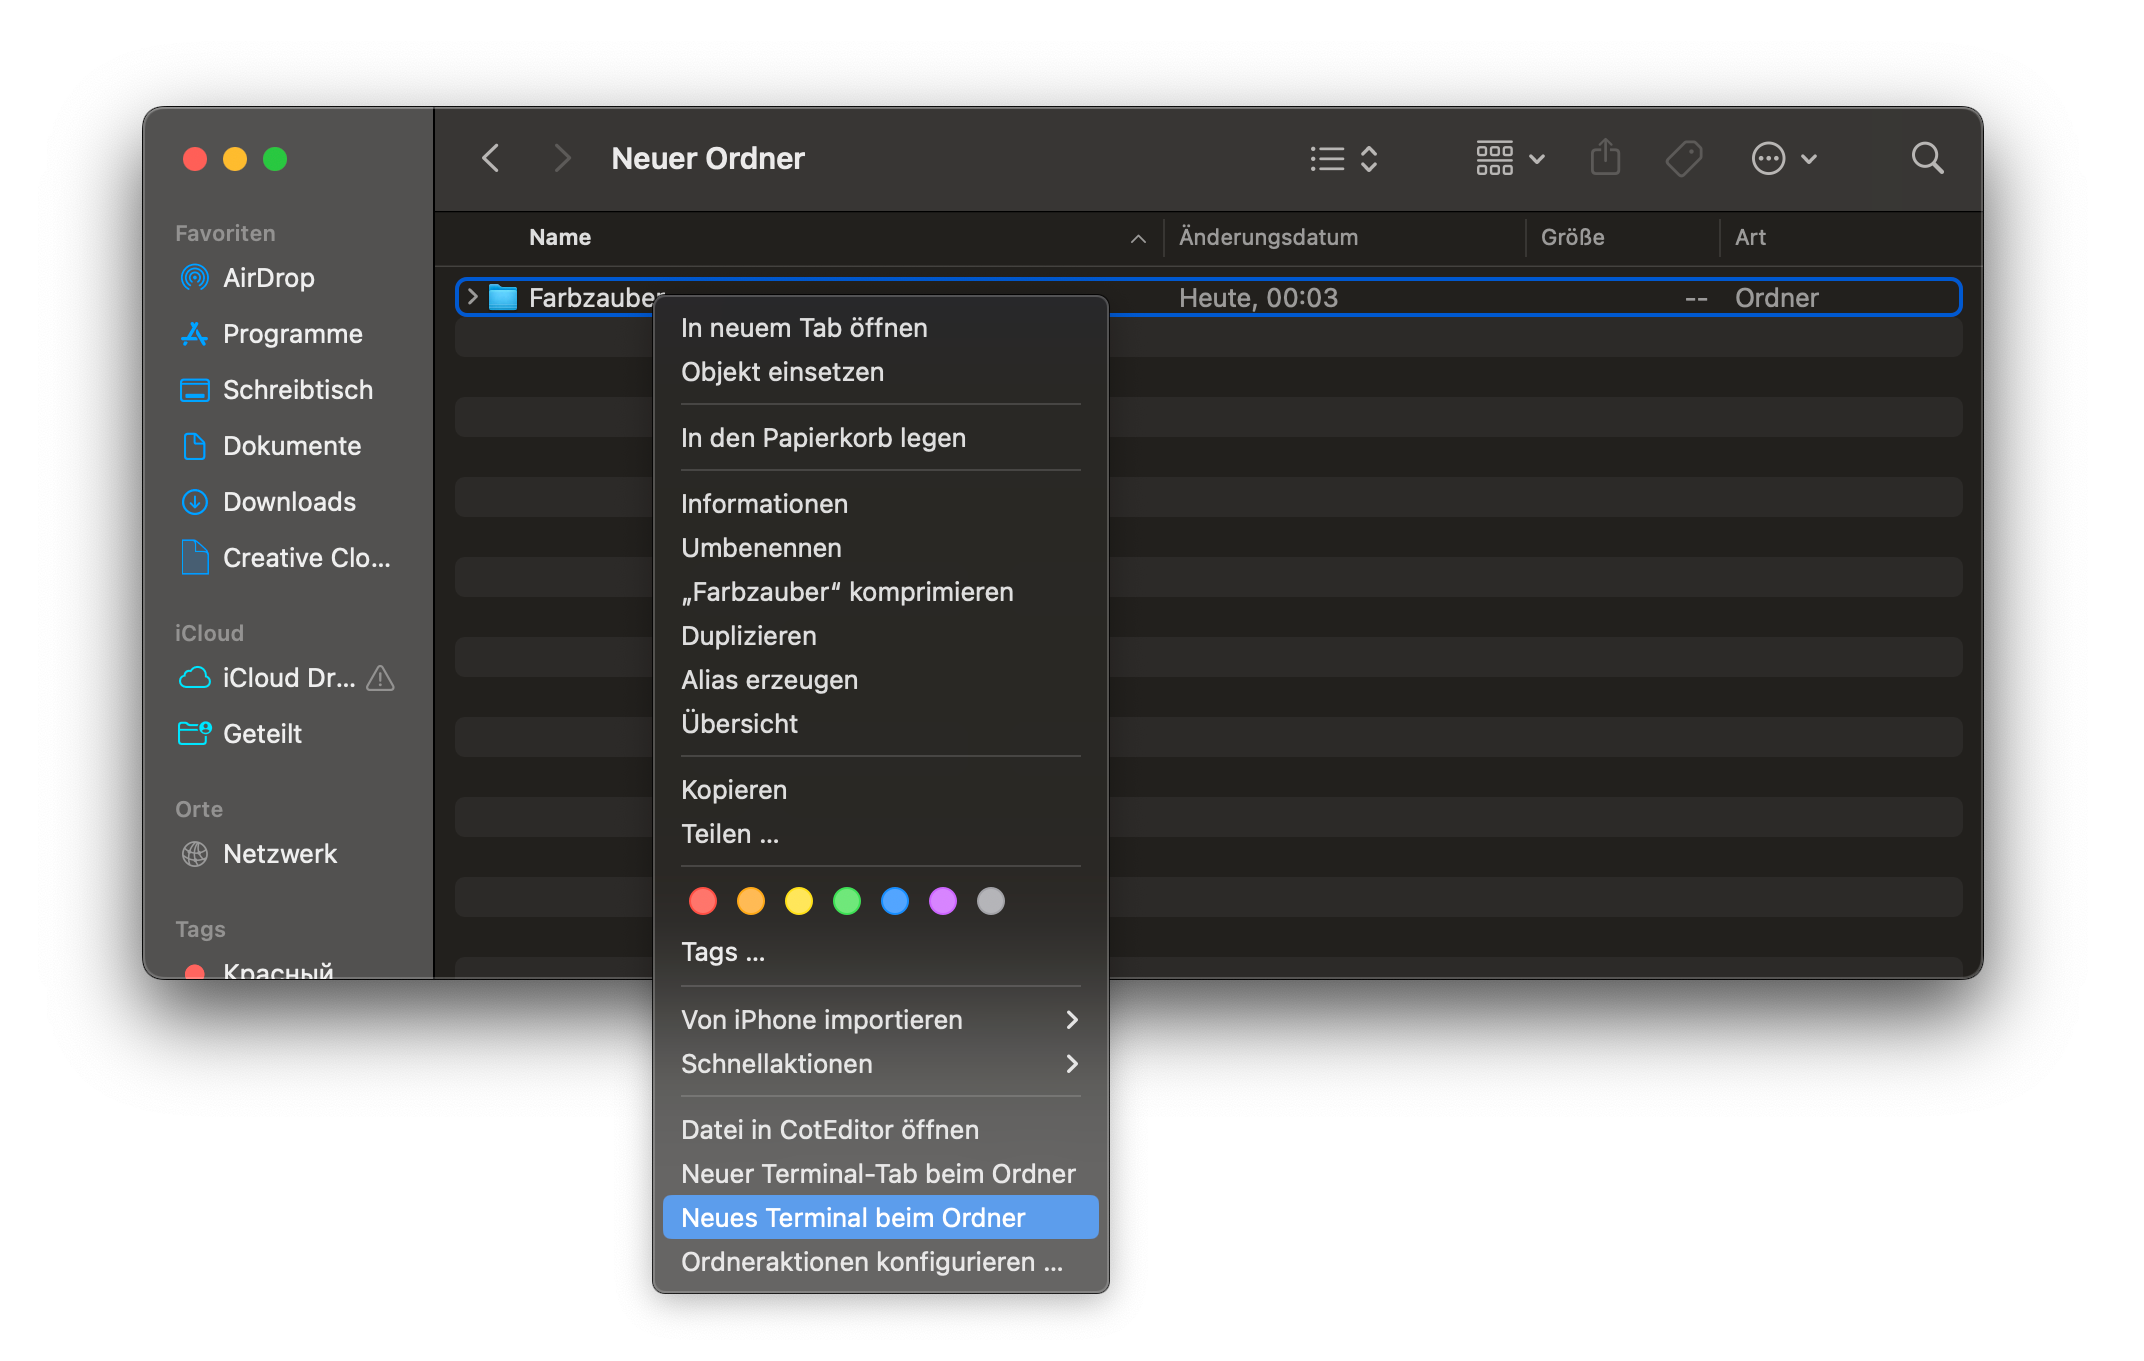 Neuer Ordner
Favoriten
AirDrop
Programme
Schreibtisch
Dokumente
Downloads
Creative Clo...
iCloud
iCloud Dr...
Geteilt
Orte
Netzwerk
Tags
Красный
Name Änderungsdatum Größe Art
Farbzauber Heute, 00:03 -- Ordner
In neuem Tab öffnen
Objekt einsetzen
In den Papierkorb legen
Informationen
Umbenennen
„Farbzauber“ komprimieren
Duplizieren
Alias erzeugen
Übersicht
Kopieren
Teilen ...
Tags ...
Von iPhone importieren
Schnellaktionen
Datei in CotEditor öffnen
Neuer Terminal-Tab beim Ordner
Neues Terminal beim Ordner
Ordneraktionen konfigurieren ...